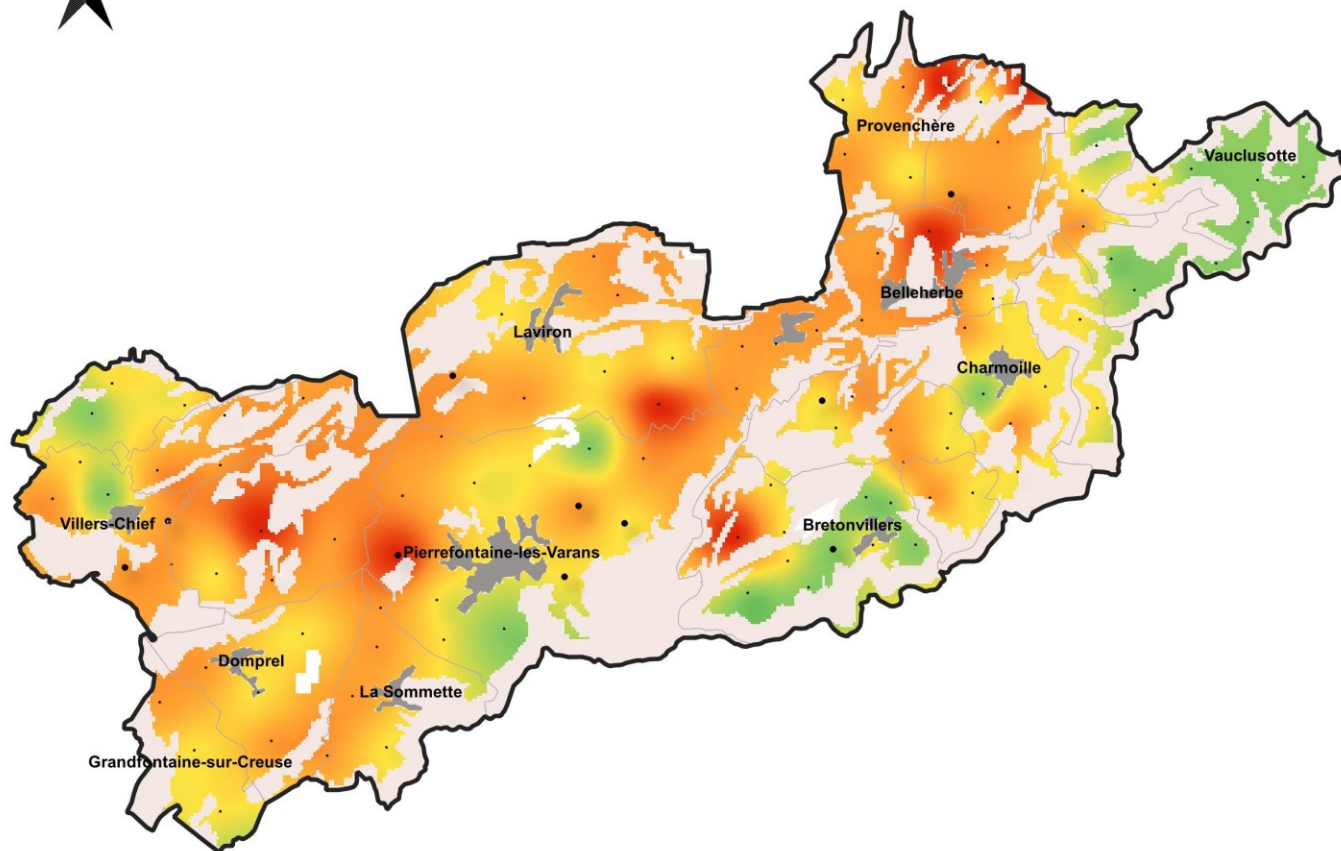 Provenchère
Vauclusotte
Belleherbe
Laviron
Charmoille
Villers-Chief
Bretonvillers
Pierrefontaine-les-Varans
Domprel
La Sommette
Grandfontaine-sur-Creuse